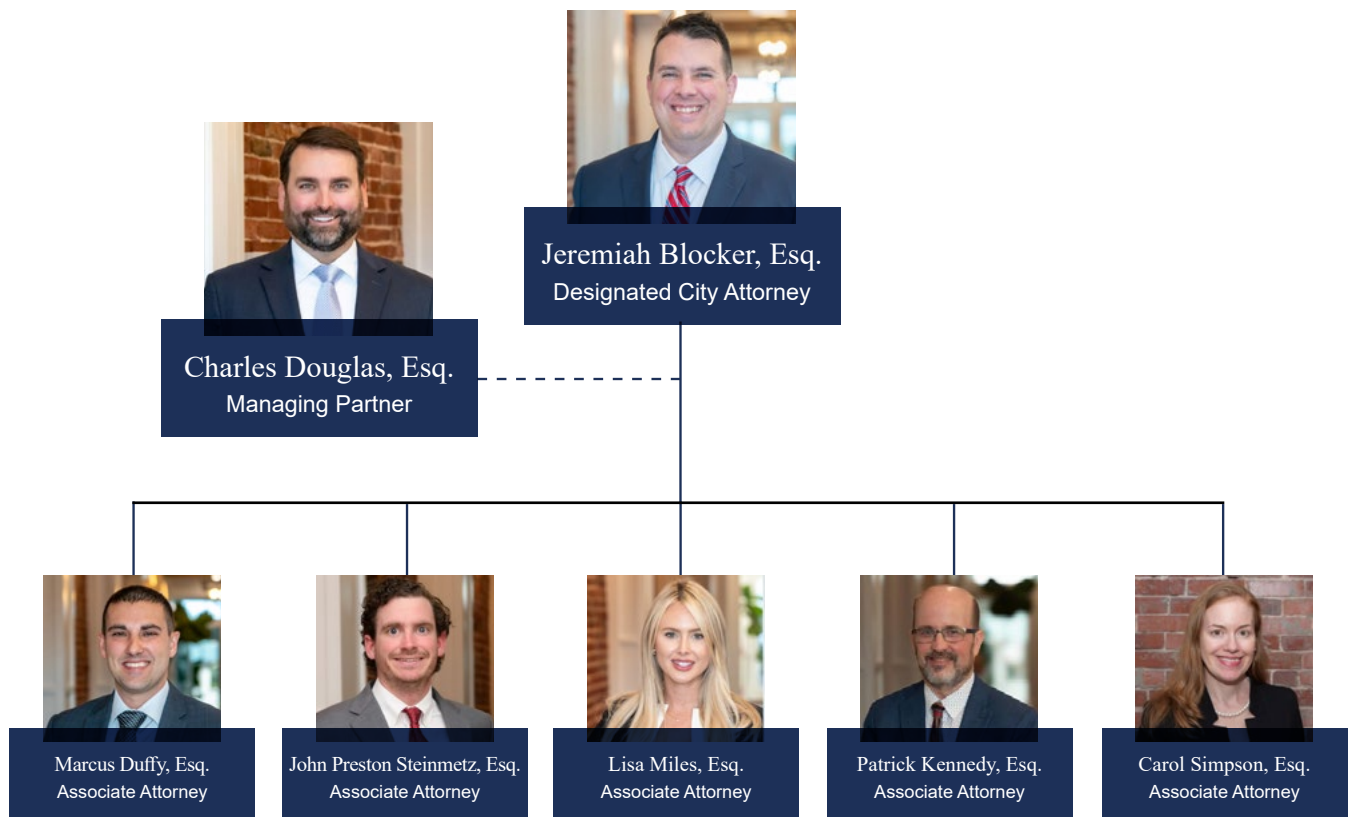 Jeremiah Blocker, Esq.
Designated City Attorney
Charles Douglas, Esq.
Managing Partner
Marcus Duffy, Esq.
Associate Attorney
John Preston Steinmetz, Esq.
Associate Attorney
Lisa Miles, Esq.
Associate Attorney
Patrick Kennedy, Esq.
Associate Attorney
Carol Simpson, Esq.
Associate Attorney